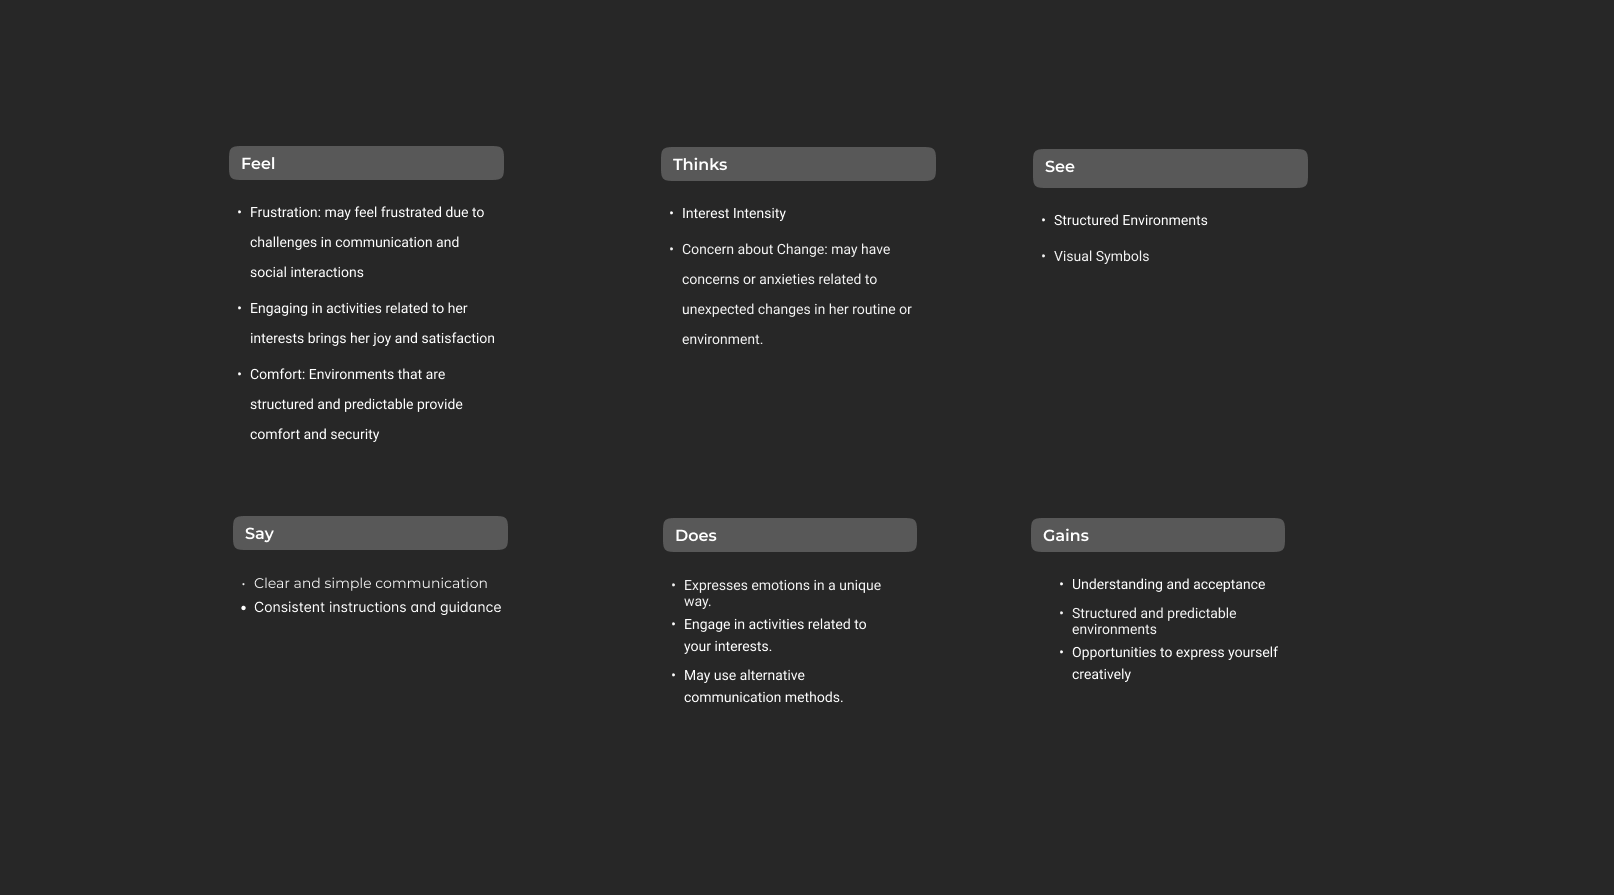 Feel
• Frustration: may feel frustrated due to
challenges in communication and
social interactions
• Engaging in activities related to her
interests brings her joy and satisfaction
• Comfort: Environments that are
structured and predictable provide
comfort and security
Thinks
• Interest Intensity
• Concern about Change: may have
concerns or anxieties related to
unexpected changes in her routine or
environment.
See
• Structured Environments
• Visual Symbols
Say
• Clear and simple communication
• Consistent instructions and guidance
Does
• Expresses emotions in a unique
way.
• Engage in activities related to
your interests.
• May use alternative
communication methods.
Gains
• Understanding and acceptance
• Structured and predictable
environments
• Opportunities to express yourself
creatively